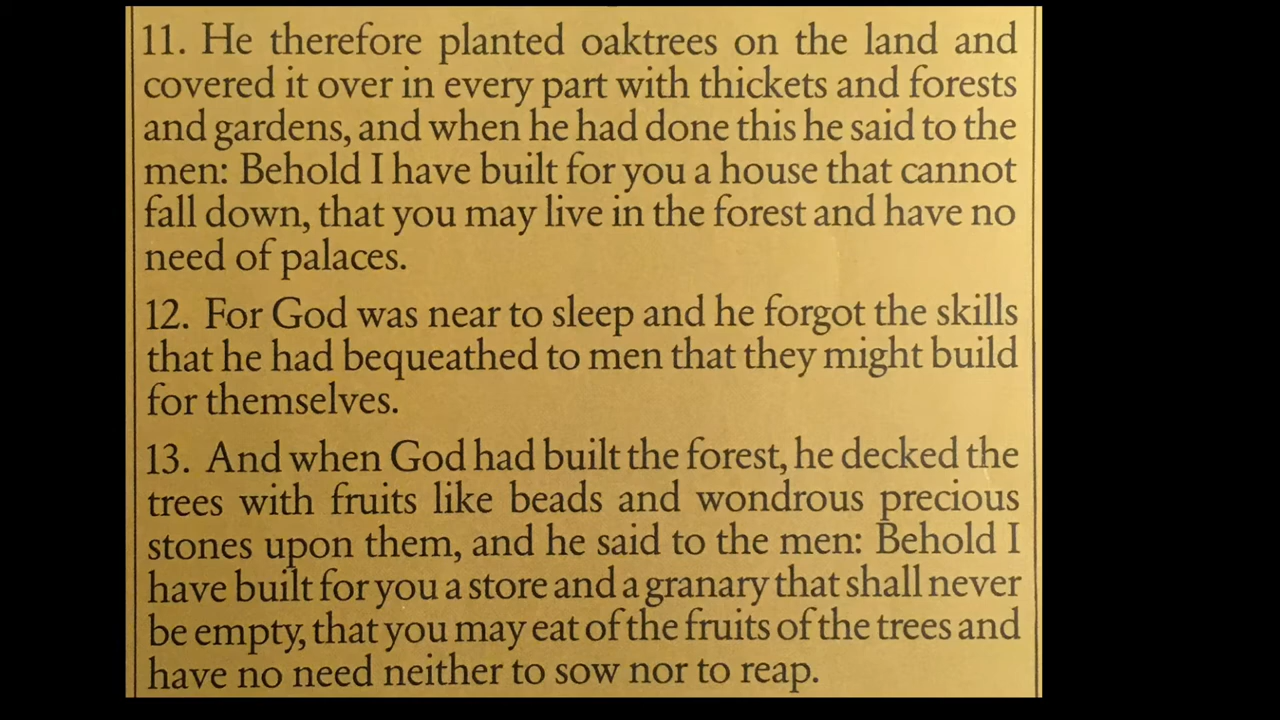 11. He therefore planted oaktrees on the land and
covered it over in every part with thickets and forests
and gardens, and when he had done this he said to the
men: Behold I have built for you a house that cannot
fall down, that you may live in the forest and have no
need of palaces.
12. For God was near to sleep and he forgot the skills
that he had bequeathed to men that they might build
for themselves.
13. And when God had built the forest, he decked the
trees with fruits like beads and wondrous precious
stones upon them, and he said to the men: Behold I
have built for you a store and a granary that shall never
be empty, that you may eat of the fruits of the trees and
have no need neither to sow nor to reap.